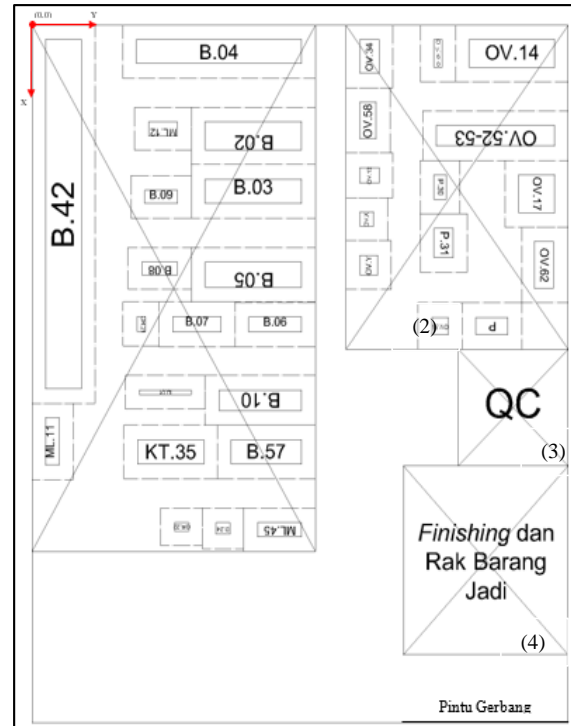 (0,0) Y
X
B.04
B.42
ML.12
B.02
B.09
B.03
B.08
B.05
B.07
B.06
B.10
ML.11
KT.35
B.57
ML.45
OV.14
OV.58
OV.52-53
P.30
OV.17
P.31
OV.62
(2)
P
QC
(3)
Finishing dan
Rak Barang
Jadi
(4)
Pintu Gerbang